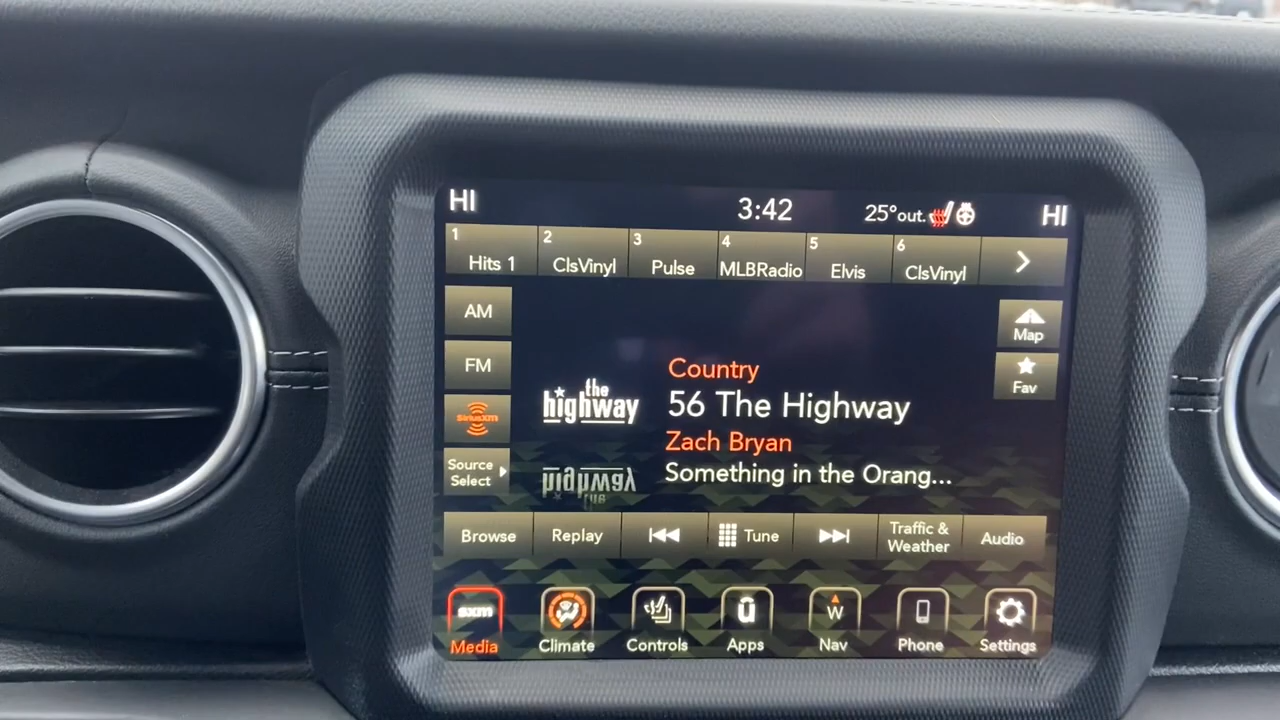 HI
3:42
25°out.
HI
1 Hits 1
2 ClsVinyl
3 Pulse
4 MLBRadio
5 Elvis
6 ClsVinyl
AM
FM
SiriusXM
Source
Select
Map
Fav
the
highway
Country
56 The Highway
Zach Bryan
Something in the Orang...
highway
the
Browse
Replay
Tune
Traffic &
Weather
Audio
sxm
Media
Climate
Controls
u
Apps
W
Nav
Phone
Settings